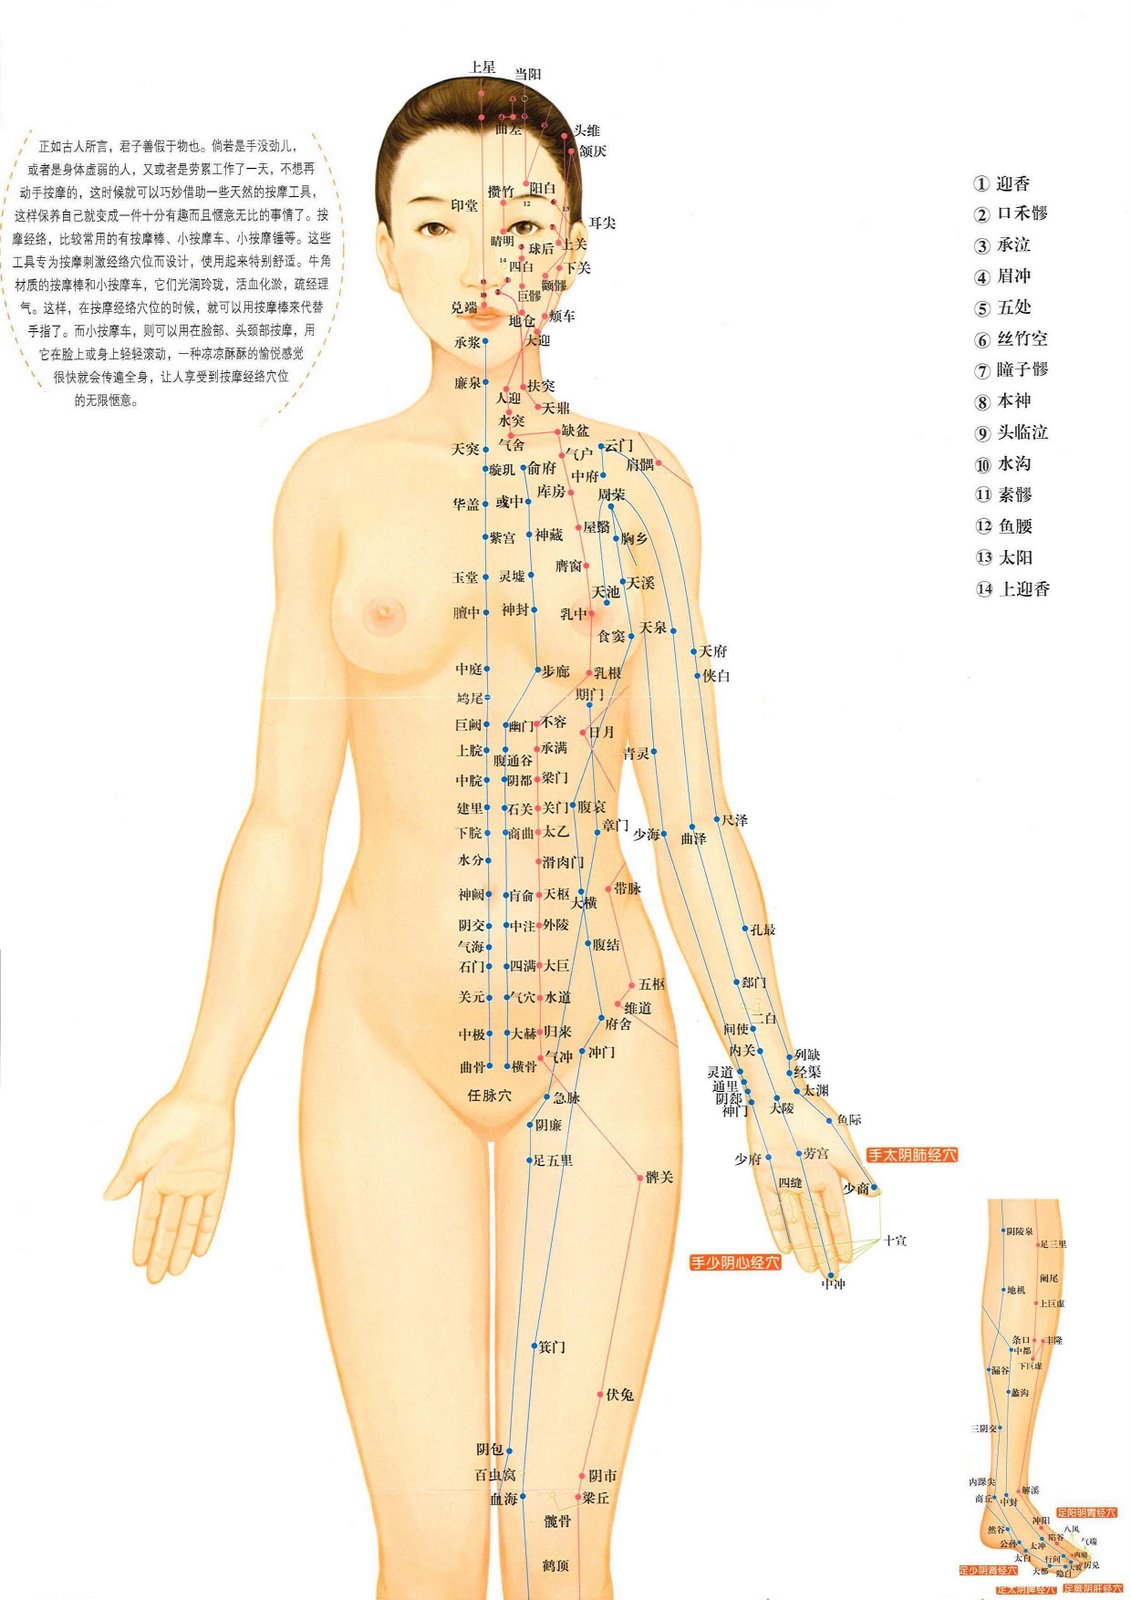 上星
当阳
曲差
头维
颔厌
正如古人所言，君子善假于物也。倘若是手没劲儿，
或者是身体虚弱的人，又或者是劳累工作了一天，不想再
动手按摩的，这时候就可以巧妙借助一些天然的按摩工具，
这样保养自己就变成一件十分有趣而且惬意无比的事情了。按
摩经络，比较常用的有按摩棒、小按摩车、小按摩锤等。这些
工具专为按摩刺激经络穴位而设计，使用起来特别舒适。牛角
材质的按摩棒和小按摩车，它们光润玲珑，活血化淤，疏经理
气。这样，在按摩经络穴位的时候，就可以用按摩棒来代替
手指了。而小按摩车，则可以用在脸部、头颈部按摩，用
它在脸上或身上轻轻滚动，一种凉凉酥酥的愉悦感觉
很快就会传遍全身，让人享受到按摩经络穴位
的无限惬意。
① 迎香
② 口禾髎
③ 承泣
④ 眉冲
⑤ 五处
⑥ 丝竹空
⑦ 瞳子髎
⑧ 本神
⑨ 头临泣
⑩ 水沟
⑪ 素髎
⑫ 鱼腰
⑬ 太阳
⑭ 上迎香
攒竹
阳白
12
13
印堂
耳尖
睛明
球后
上关
14
四白
下关
颧髎
巨髎
兑端
地仓
颊车
承浆
大迎
廉泉
扶突
人迎
天鼎
水突
缺盆
天突
气舍
云门
气户
肩髃
璇玑
俞府
中府
库房
周荣
华盖
彧中
屋翳
紫宫
神藏
胸乡
膺窗
玉堂
灵墟
天溪
天池
膻中
神封
乳中
天泉
食窦
天府
中庭
步廊
乳根
侠白
鸠尾
期门
巨阙
幽门
不容
日月
上脘
腹通谷
承满
青灵
中脘
阴都
梁门
建里
石关
关门
腹哀
尺泽
下脘
商曲
太乙
章门
少海
曲泽
水分
滑肉门
神阙
肓俞
天枢
大横
带脉
阴交
中注
外陵
孔最
气海
腹结
石门
四满
大巨
郄门
五枢
关元
气穴
水道
维道
二白
中极
大赫
归来
府舍
间使
内关
列缺
曲骨
横骨
气冲
冲门
灵道
经渠
通里
太渊
任脉穴
急脉
阴郄
大陵
神门
鱼际
阴廉
足五里
少府
劳宫
手太阴肺经穴
髀关
四缝
少商
十宣
手少阴心经穴
中冲
箕门
伏兔
阴包
百虫窝
阴市
血海
梁丘
髋骨
鹤顶
阴陵泉
足三里
阑尾
地机
上巨虚
条口
丰隆
中都
下巨虚
漏谷
蠡沟
三阴交
内踝尖
解溪
商丘
中封
足阳明胃经穴
冲阳
八风
然谷
陷谷
气端
公孙
太冲
太白
行间
内庭
厉兑
大都
隐白
大敦
足少阴肾经穴
足太阴脾经穴
足厥阴肝经穴